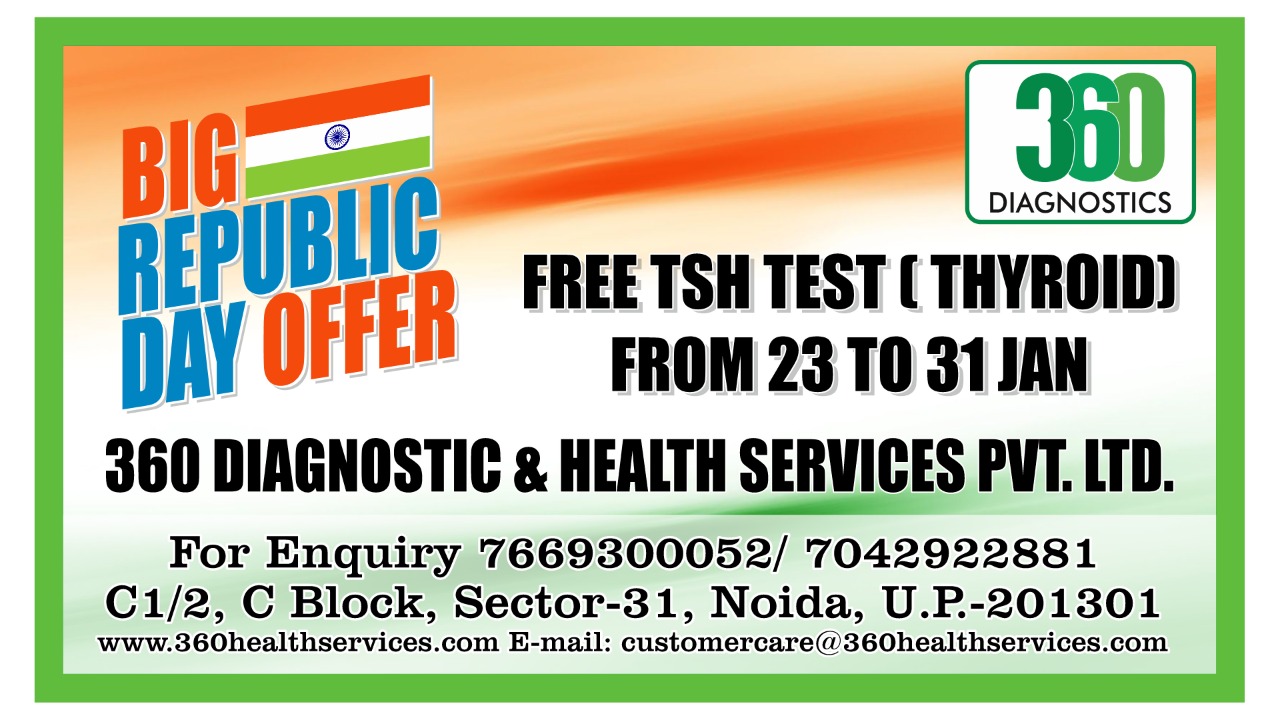 BIG
REPUBLIC
DAY OFFER
360
DIAGNOSTICS
FREE TSH TEST ( THYROID)
FROM 23 TO 31 JAN
360 DIAGNOSTIC & HEALTH SERVICES PVT. LTD.
For Enquiry 7669300052/ 7042922881
C1/2, C Block, Sector-31, Noida, U.P.-201301
www.360healthservices.com E-mail: customercare@360healthservices.com